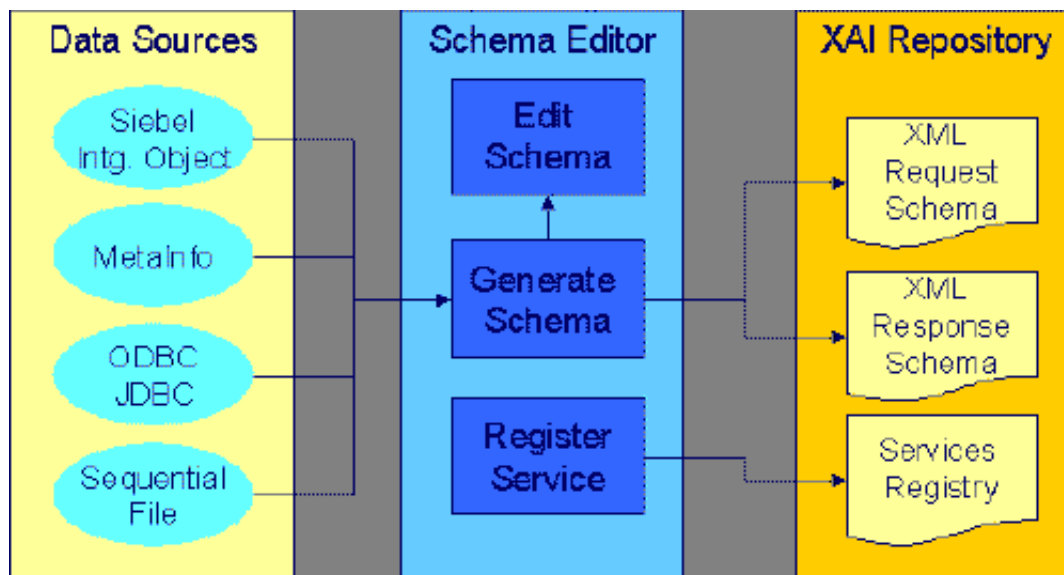 Data Sources
Siebel
Intg. Object
MetaInfo
ODBC
JDBC
Sequential
File
Schema Editor
Edit
Schema
Generate
Schema
Register
Service
XAI Repository
XML
Request
Schema
XML
Response
Schema
Services
Registry